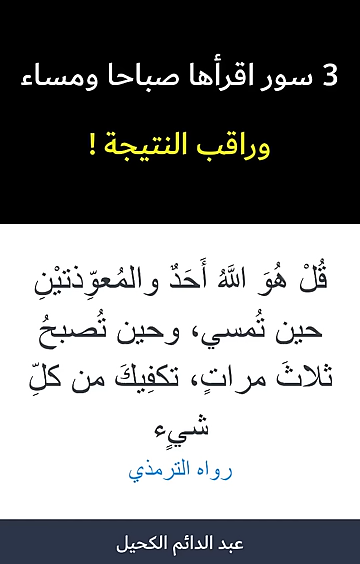 3 سور اقرأها صباحا ومساء
وراقب النتيجة !
قُلْ هُوَ اللَّهُ أَحَدٌ والمُعوِّذتيْنِ
حين تُمسي، وحين تُصبحُ
ثلاثَ مراتٍ، تكفِيكَ من كلِّ
شيءٍ
رواه الترمذي
عبد الدائم الكحيل